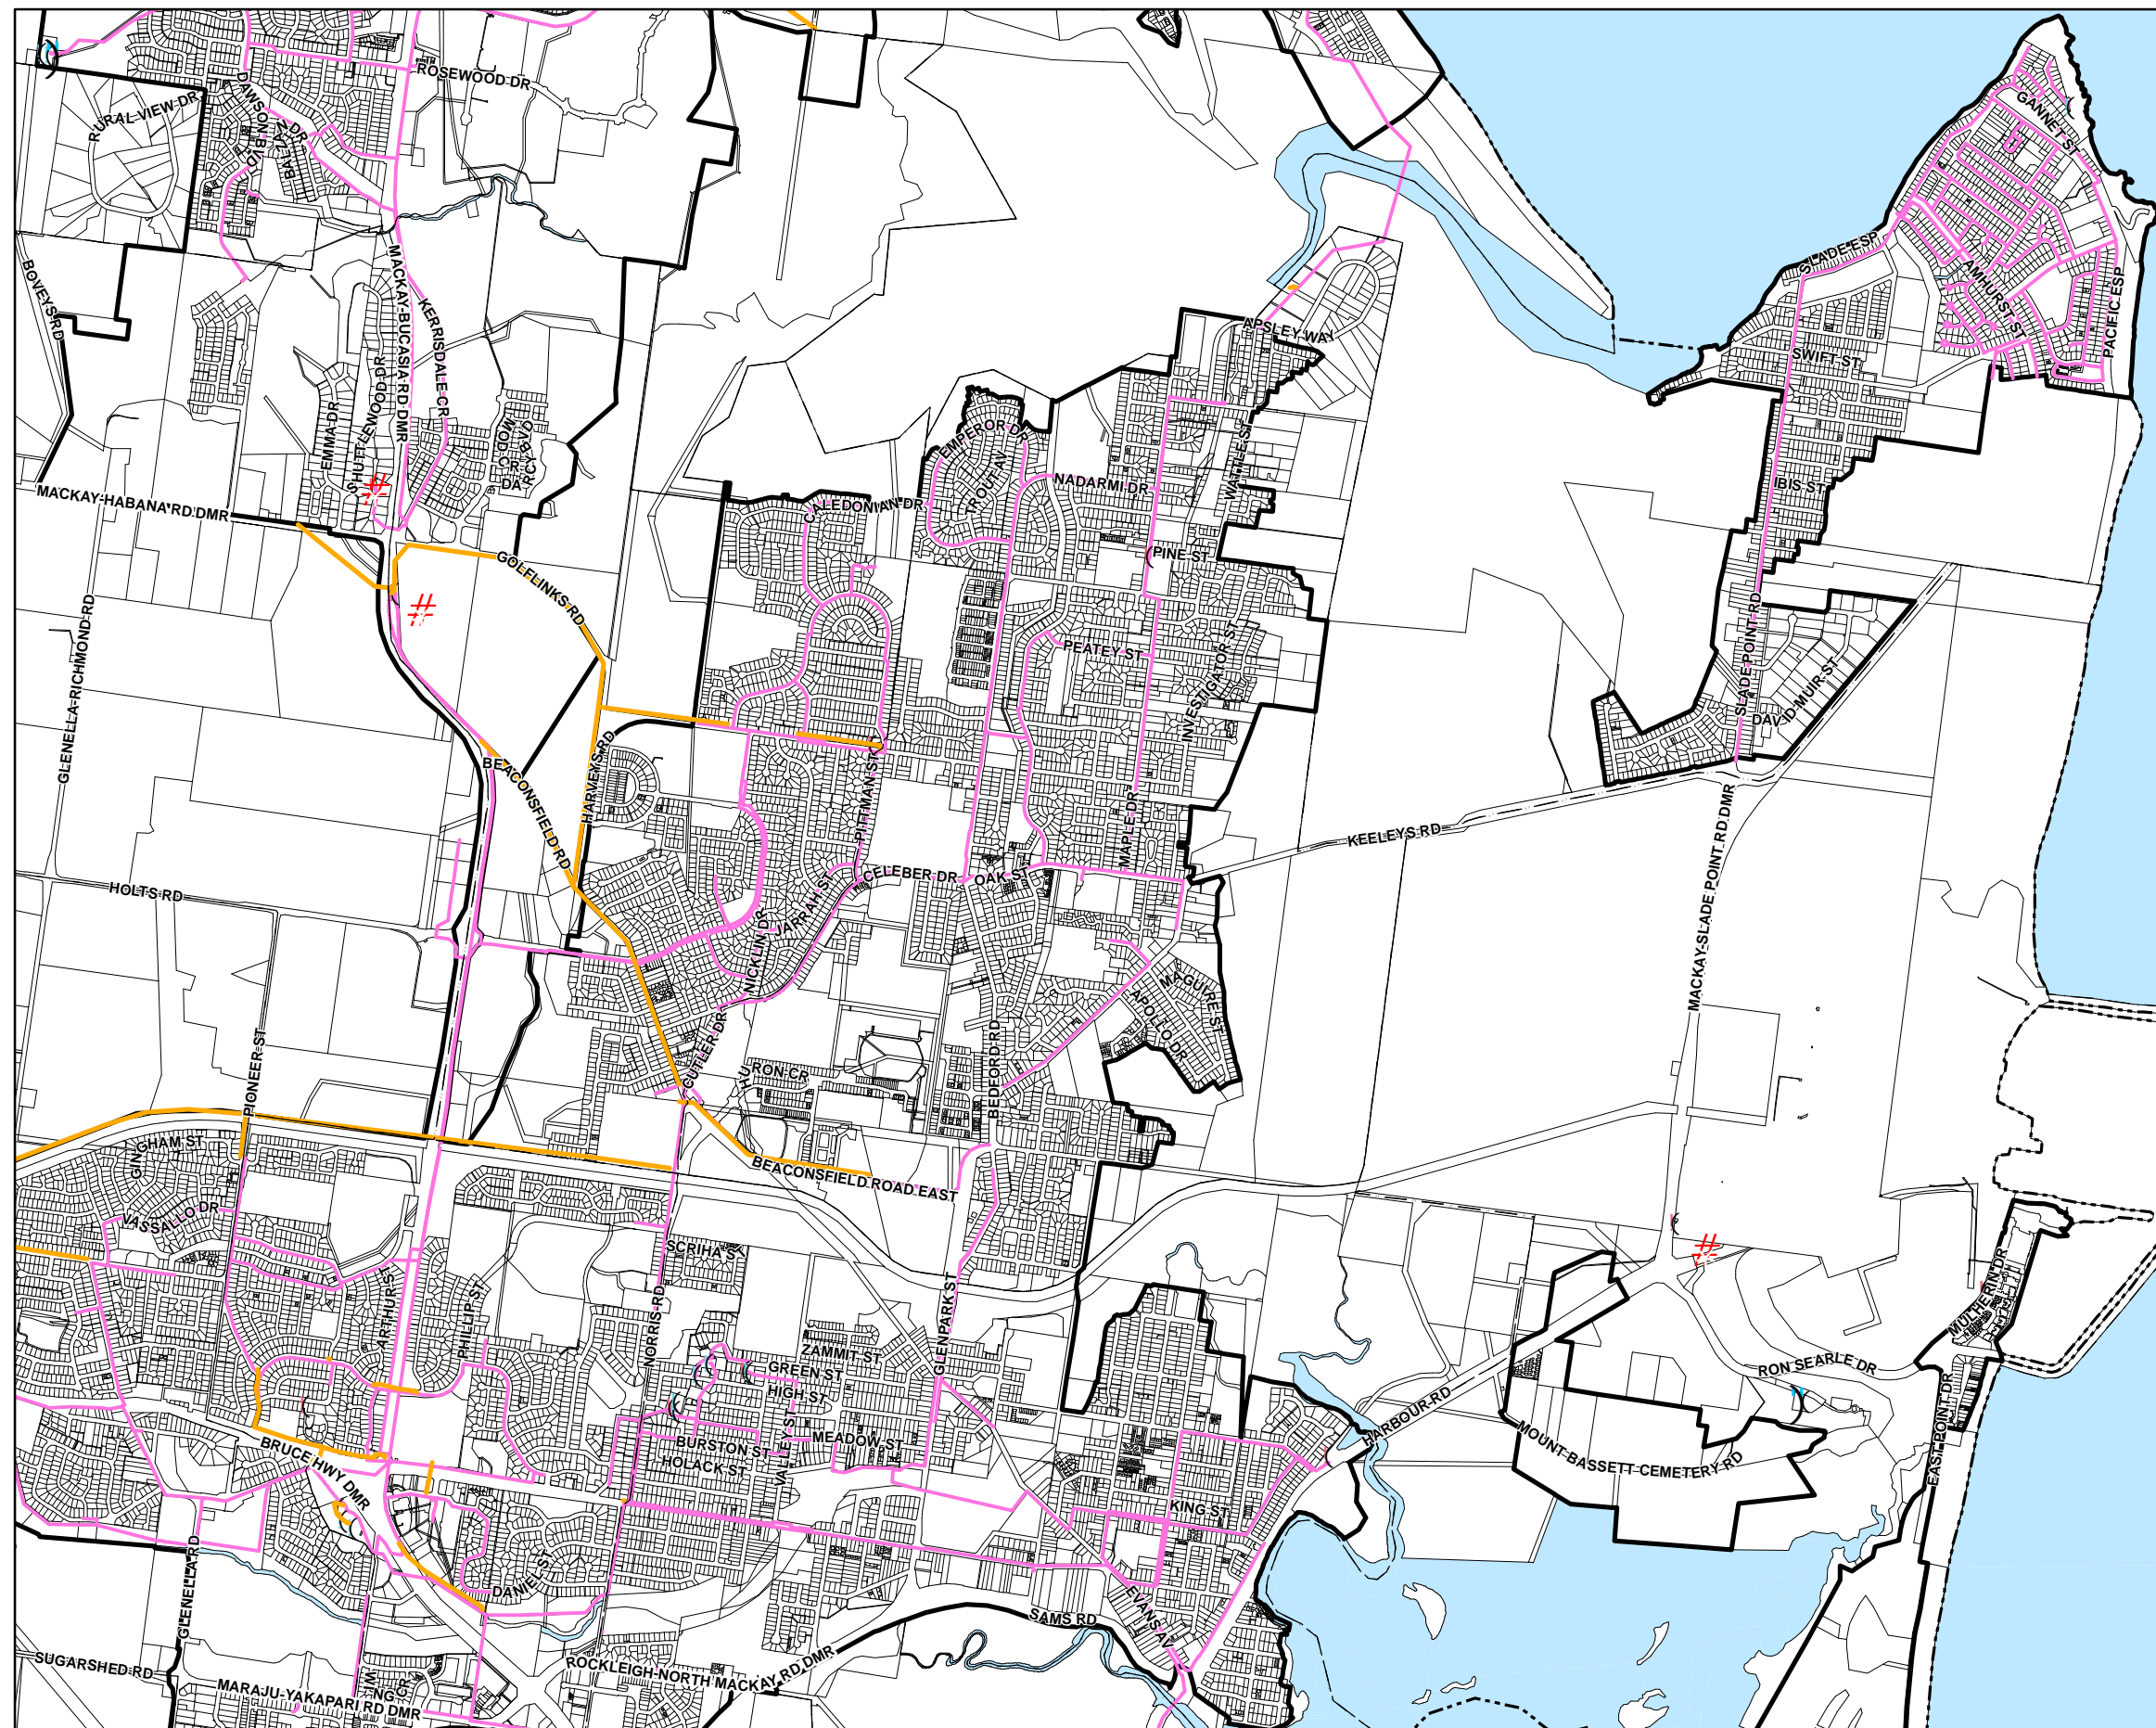 ROSEWOOD DR
RURAL VIEW DR
DAWSON BVD
GANNET ST
BOVEYS RD
MACKAY-BUCASIA RD DMR
SLADE ESP
KERRISDALE CR
AMHURST ST
PACIFIC ESP
APSLEY WAY
SWIFT ST
EMMA DR
SHUTTLEWOOD DR
EMPEROR DR
TROUT AV
WATTLE ST
NADARMI DR
IBIS ST
MACKAY-HABANA RD DMR
CALEDONIAN DR
PINE ST
GOLFLINKS RD
GLENELLA-RICHMOND RD
PEATEY ST
INVESTIGATOR ST
SLADE POINT RD
DAVID MUIR ST
BEACONSFIELD RD
HARVEYS RD
PITTMAN ST
MAPLE DR
KEELEYS RD
MACKAY-SLADE POINT RD DMR
HOLTS RD
CELEBER DR
OAK ST
JARRAH ST
NICKLIN DR
MAGUIRE ST
APOLLO DR
CUTLER DR
BEDFORD RD
PIONEER ST
HURON CR
GINGHAM ST
BEACONSFIELD ROAD EAST
VASSALLO DR
SCRIHA ST
ARTHUR ST
PHILLIP ST
NORRIS RD
GLENPARK ST
MULHERIN DR
ZAMMIT ST
GREEN ST
HIGH ST
RON SEARLE DR
EAST POINT DR
HARBOUR RD
BURSTON ST
VALLEY ST
MEADOW ST
HOLACK ST
MOUNT BASSETT CEMETERY RD
BRUCE HWY DMR
KING ST
GLENELLA RD
DANIEL ST
EVANS AV
SAMS RD
SUGARSHED RD
ROCKLEIGH-NORTH MACKAY RD DMR
MARAJU-YAKAPARI RD DMR